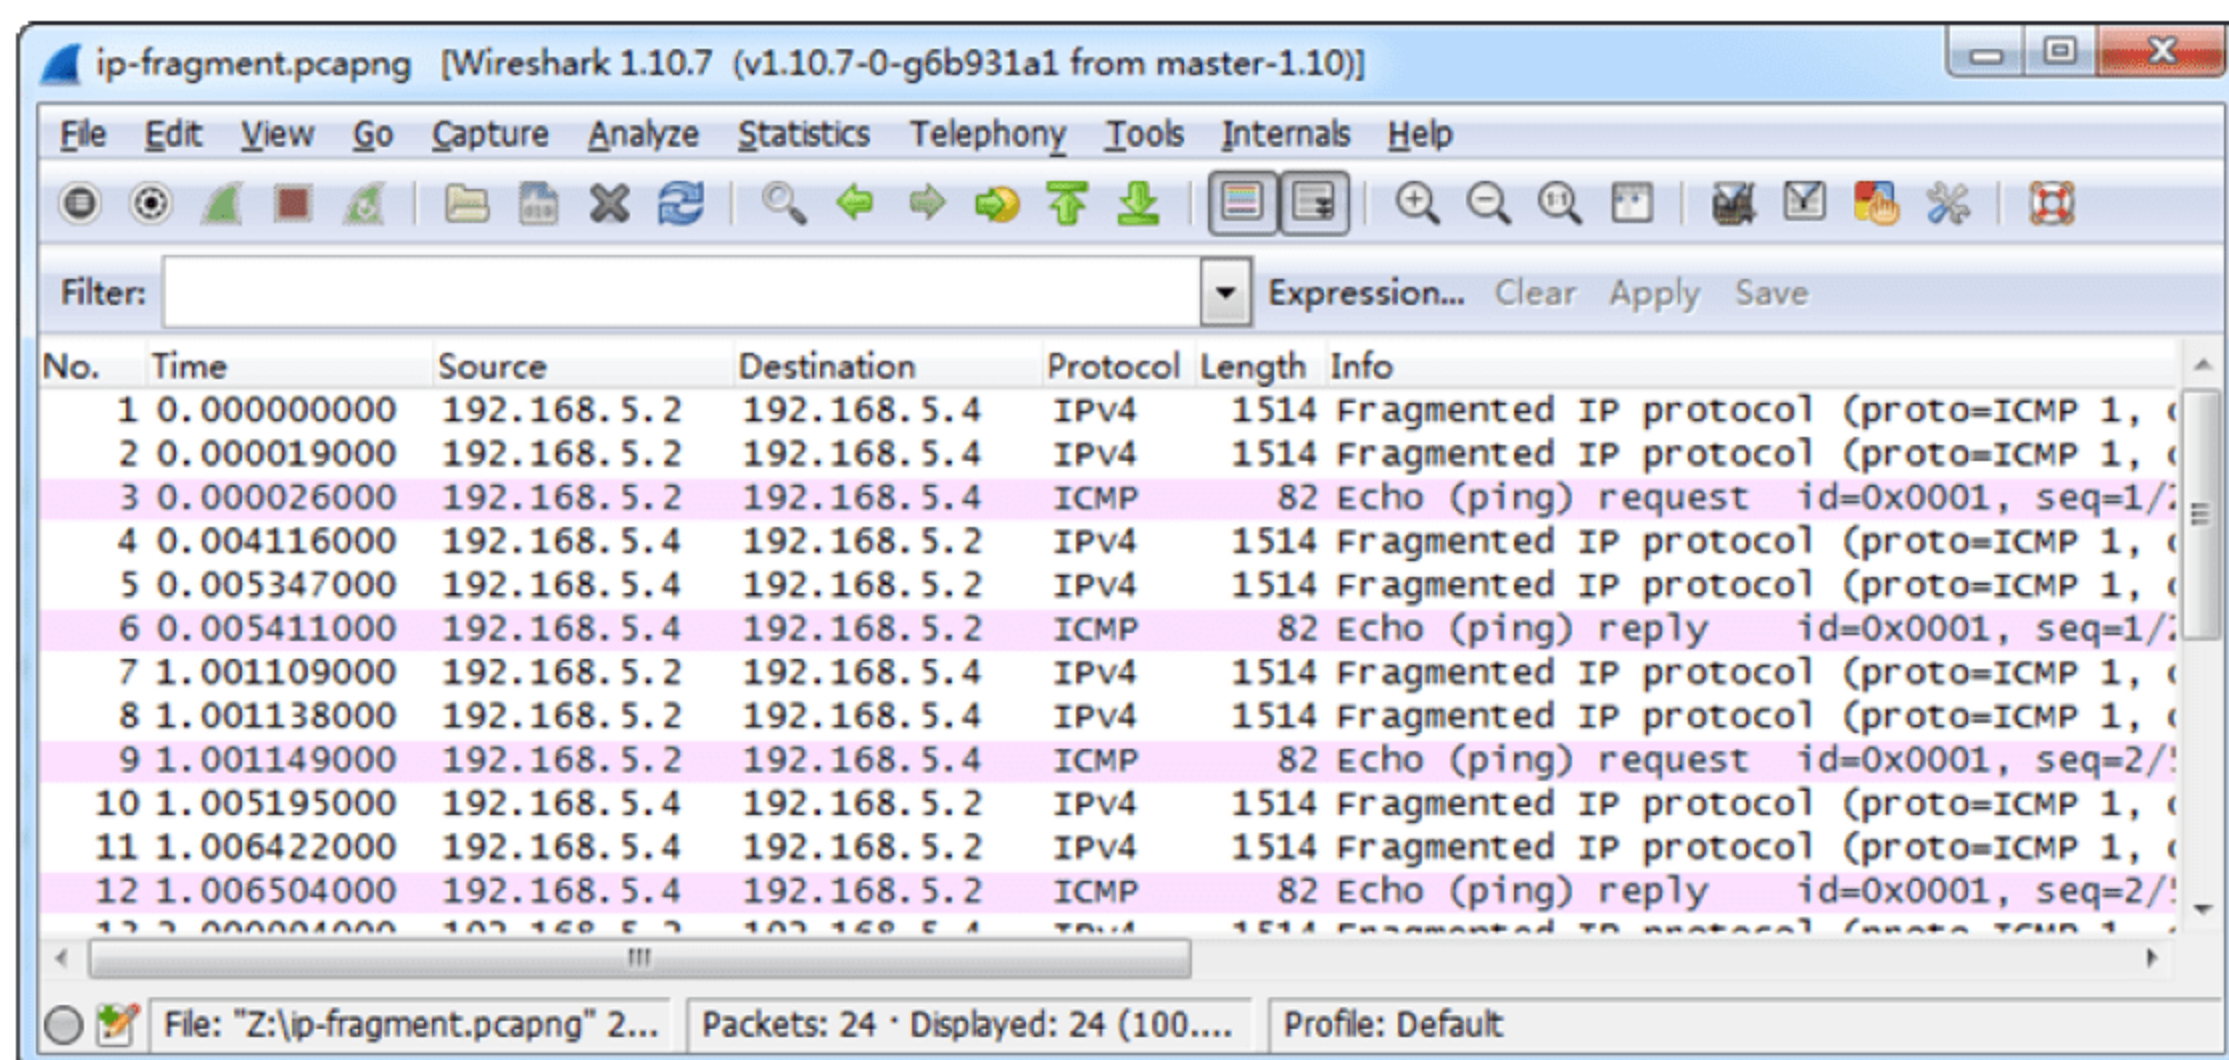 ip-fragment.pcapng [Wireshark 1.10.7 (v1.10.7-0-g6b931a1 from master-1.10)]
File Edit View Go Capture Analyze Statistics Telephony Tools Internals Help
Filter: Expression... Clear Apply Save
No. Time Source Destination Protocol Length Info
1 0.000000000 192.168.5.2 192.168.5.4 IPv4 1514 Fragmented IP protocol (proto=ICMP 1,
2 0.000019000 192.168.5.2 192.168.5.4 IPv4 1514 Fragmented IP protocol (proto=ICMP 1,
3 0.000026000 192.168.5.2 192.168.5.4 ICMP 82 Echo (ping) request id=0x0001, seq=1/
4 0.004116000 192.168.5.4 192.168.5.2 IPv4 1514 Fragmented IP protocol (proto=ICMP 1,
5 0.005347000 192.168.5.4 192.168.5.2 IPv4 1514 Fragmented IP protocol (proto=ICMP 1,
6 0.005411000 192.168.5.4 192.168.5.2 ICMP 82 Echo (ping) reply id=0x0001, seq=1/
7 1.001109000 192.168.5.2 192.168.5.4 IPv4 1514 Fragmented IP protocol (proto=ICMP 1,
8 1.001138000 192.168.5.2 192.168.5.4 IPv4 1514 Fragmented IP protocol (proto=ICMP 1,
9 1.001149000 192.168.5.2 192.168.5.4 ICMP 82 Echo (ping) request id=0x0001, seq=2/
10 1.005195000 192.168.5.4 192.168.5.2 IPv4 1514 Fragmented IP protocol (proto=ICMP 1,
11 1.006422000 192.168.5.4 192.168.5.2 IPv4 1514 Fragmented IP protocol (proto=ICMP 1,
12 1.006504000 192.168.5.4 192.168.5.2 ICMP 82 Echo (ping) reply id=0x0001, seq=2/
File: "Z:\ip-fragment.pcapng" 2... Packets: 24 · Displayed: 24 (100.... Profile: Default